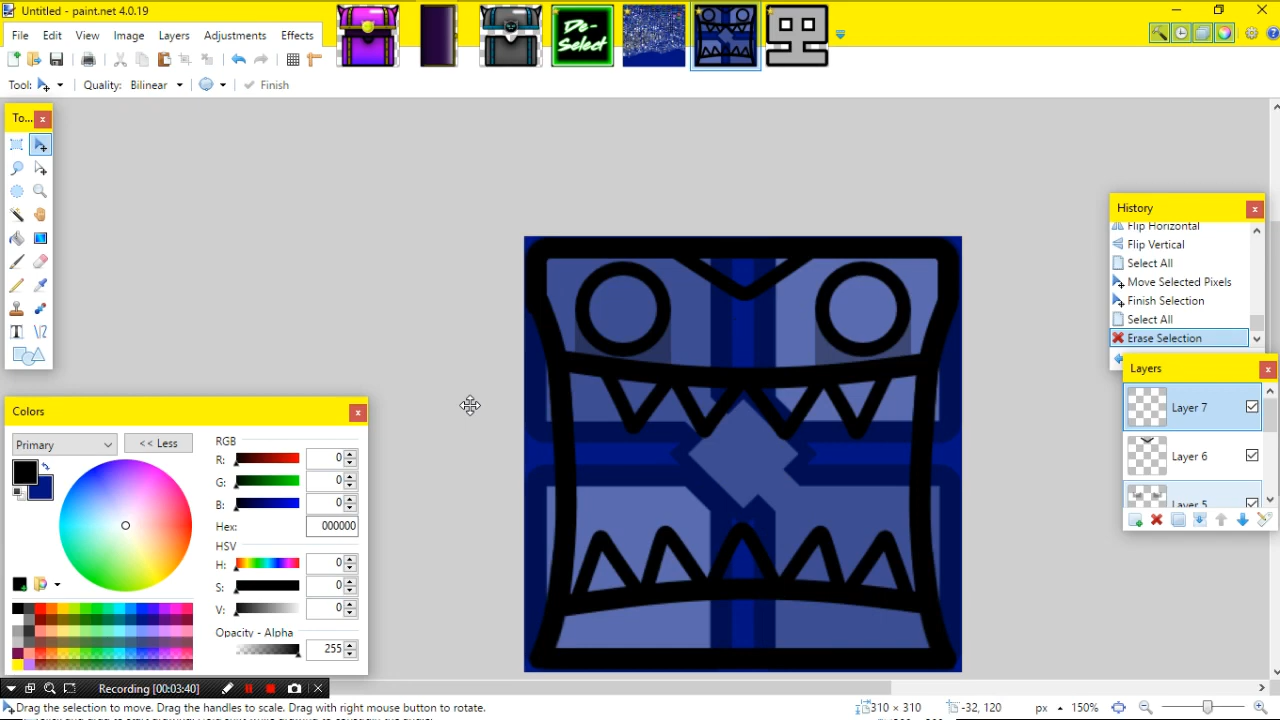 Untitled - paint.net 4.0.19
File Edit View Image Layers Adjustments Effects
De-
Select
Tool: Quality: Bilinear Finish
To...
History
Flip Horizontal
Flip Vertical
Select All
Move Selected Pixels
Finish Selection
Select All
Erase Selection
Layers
Layer 7
Layer 6
Layer 5
Colors
Primary
<< Less
RGB
R: 0
G: 0
B: 0
Hex: 000000
HSV
H: 0
S: 0
V: 0
Opacity - Alpha
255
Recording [00:03:40]
Drag the selection to move. Drag the handles to scale. Drag with right mouse button to rotate.
310 × 310
-32, 120
px
150%